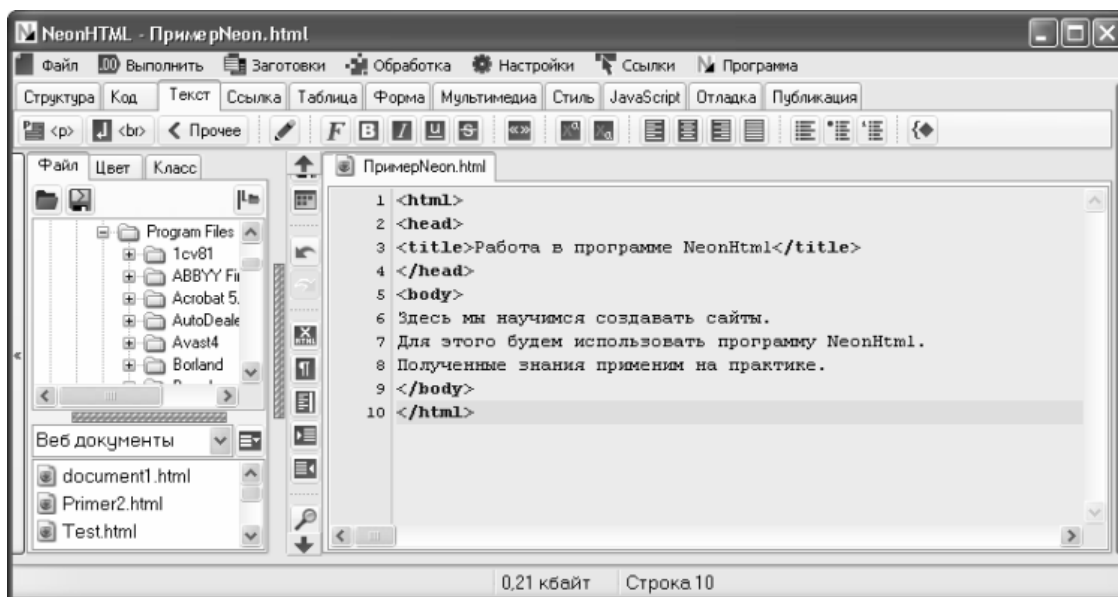 NeonHTML - ПримерNeon.html
Файл Выполнить Заготовки Обработка Настройки Ссылки Программа
Структура Код Текст Ссылка Таблица Форма Мультимедиа Стиль JavaScript Отладка Публикация
<p> <br> Прочее
Файл Цвет Класс
ПримерNeon.html
Program Files
1cv81
ABBYY Fi
Acrobat 5.
AutoDeale
Avast4
Borland
Веб документы
document1.html
Primer2.html
Test.html
1 <html>
2 <head>
3 <title>Работа в программе NeonHtml</title>
4 </head>
5 <body>
6 Здесь мы научимся создавать сайты.
7 Для этого будем использовать программу NeonHtml.
8 Полученные знания применим на практике.
9 </body>
10 </html>
0,21 кбайт Строка 10